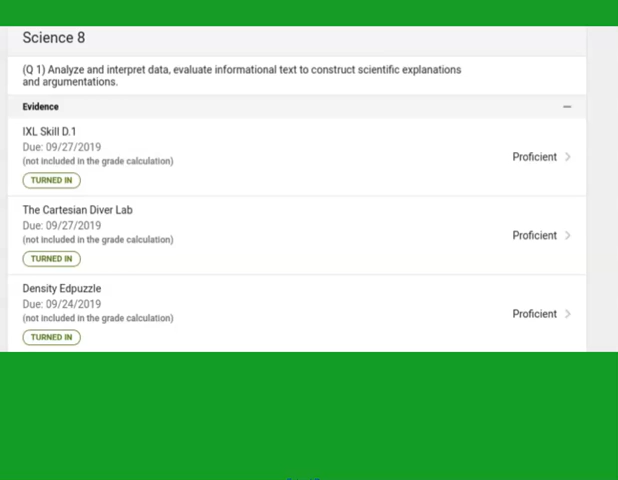 Science 8
(Q 1) Analyze and interpret data, evaluate informational text to construct scientific explanations
and argumentations.
Evidence
IXL Skill D.1
Due: 09/27/2019
(not included in the grade calculation)
Proficient
TURNED IN
The Cartesian Diver Lab
Due: 09/27/2019
(not included in the grade calculation)
Proficient
TURNED IN
Density Edpuzzle
Due: 09/24/2019
(not included in the grade calculation)
Proficient
TURNED IN